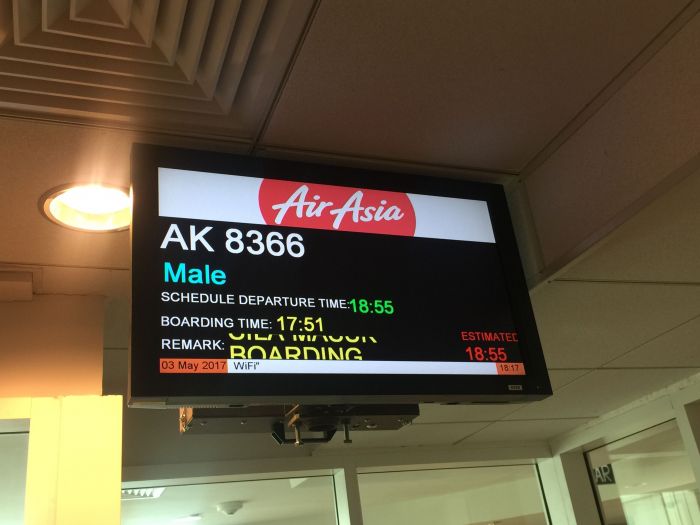 AirAsia
AK 8366
Male
SCHEDULE DEPARTURE TIME:18:55
BOARDING TIME: 17:51
REMARK: BOARDING
ESTIMATED
18:55
03 May 2017 WiFi" 18:17
AR